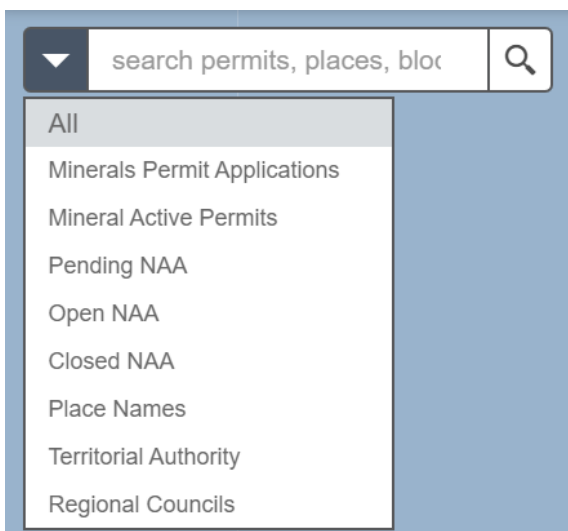 search permits, places, bloc
All
Minerals Permit Applications
Mineral Active Permits
Pending NAA
Open NAA
Closed NAA
Place Names
Territorial Authority
Regional Councils